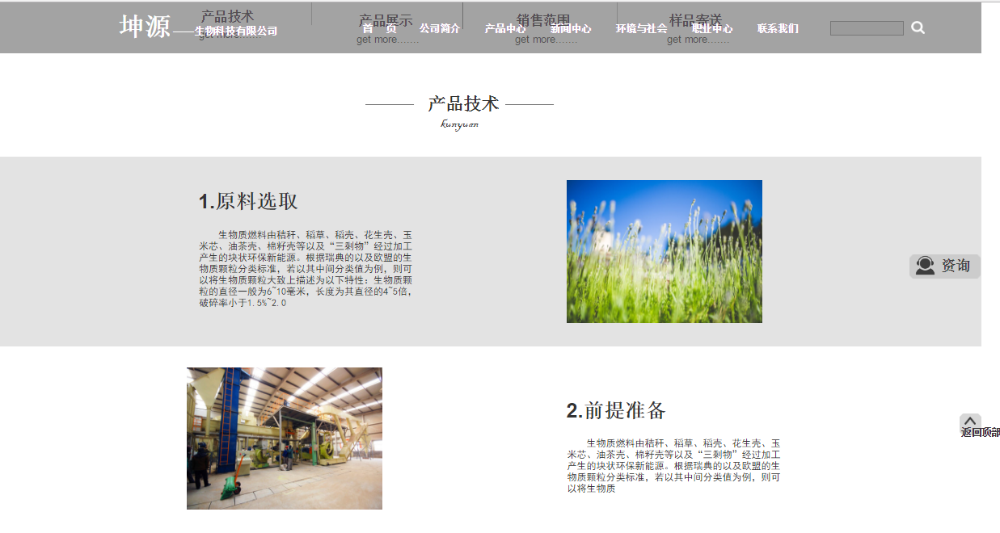 产品技术 产品展示 销售范围 样品寄送
坤源——生物科技有限公司 首 页 公司简介 产品中心 新闻中心 环境与社会 职业中心 联系我们
get more....... get more....... get more....... get more.......
产品技术
kunyuan
1.原料选取
生物质燃料由秸秆、稻草、稻壳、花生壳、玉
米芯、油茶壳、棉籽壳等以及“三剩物”经过加工
产生的块状环保新能源。根据瑞典的以及欧盟的生
物质颗粒分类标准，若以其中间分类值为例，则可
以将生物质颗粒大致上描述为以下特性：生物质颗
粒的直径一般为6~10毫米，长度为其直径的4~5倍，
破碎率小于1.5%~2.0
资询
2.前提准备
生物质燃料由秸秆、稻草、稻壳、花生壳、玉
米芯、油茶壳、棉籽壳等以及“三剩物”经过加工
产生的块状环保新能源。根据瑞典的以及欧盟的生
物质颗粒分类标准，若以其中间分类值为例，则可
以将生物质
返回顶部